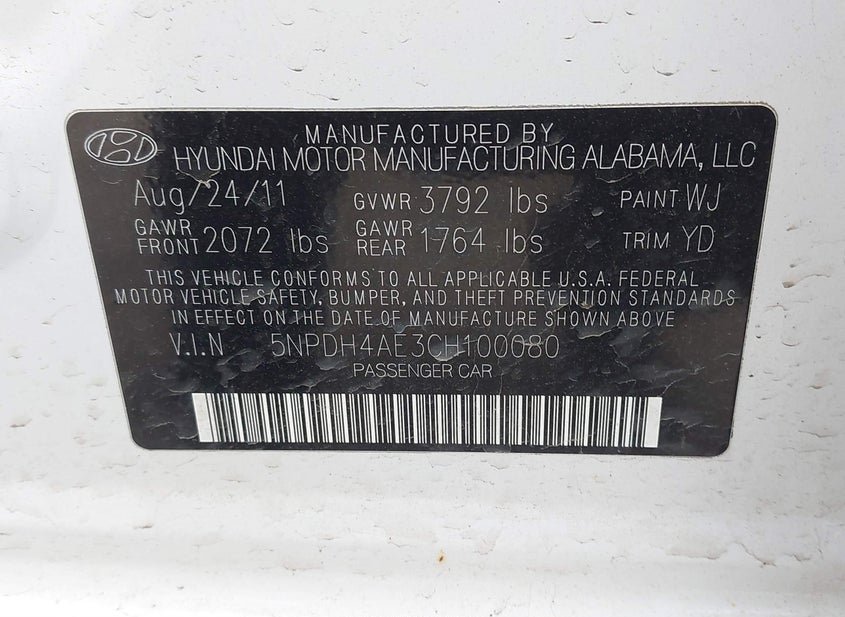 MANUFACTURED BY
HYUNDAI MOTOR MANUFACTURING ALABAMA, LLC
Aug/24/11 GVWR 3792 lbs PAINT WJ
GAWR FRONT 2072 lbs GAWR REAR 1764 lbs TRIM YD
THIS VEHICLE CONFORMS TO ALL APPLICABLE U.S.A. FEDERAL
MOTOR VEHICLE SAFETY, BUMPER, AND THEFT PREVENTION STANDARDS
IN EFFECT ON THE DATE OF MANUFACTURE SHOWN ABOVE
V.I.N 5NPDH4AE3CH100080
PASSENGER CAR